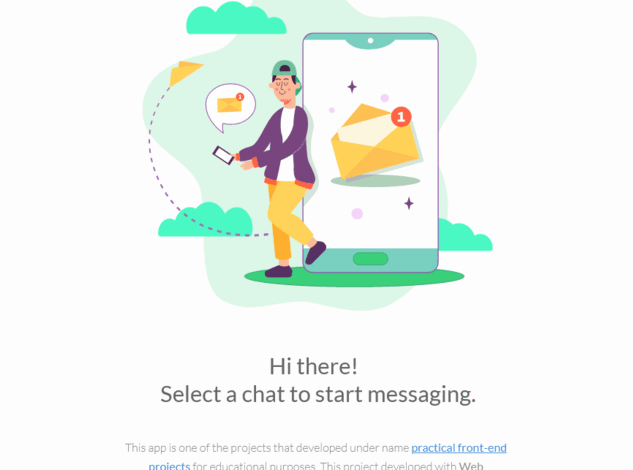 1
1
Hi there!
Select a chat to start messaging.
This app is one of the projects that developed under name practical front-end
projects for educational purposes. This project developed with Web